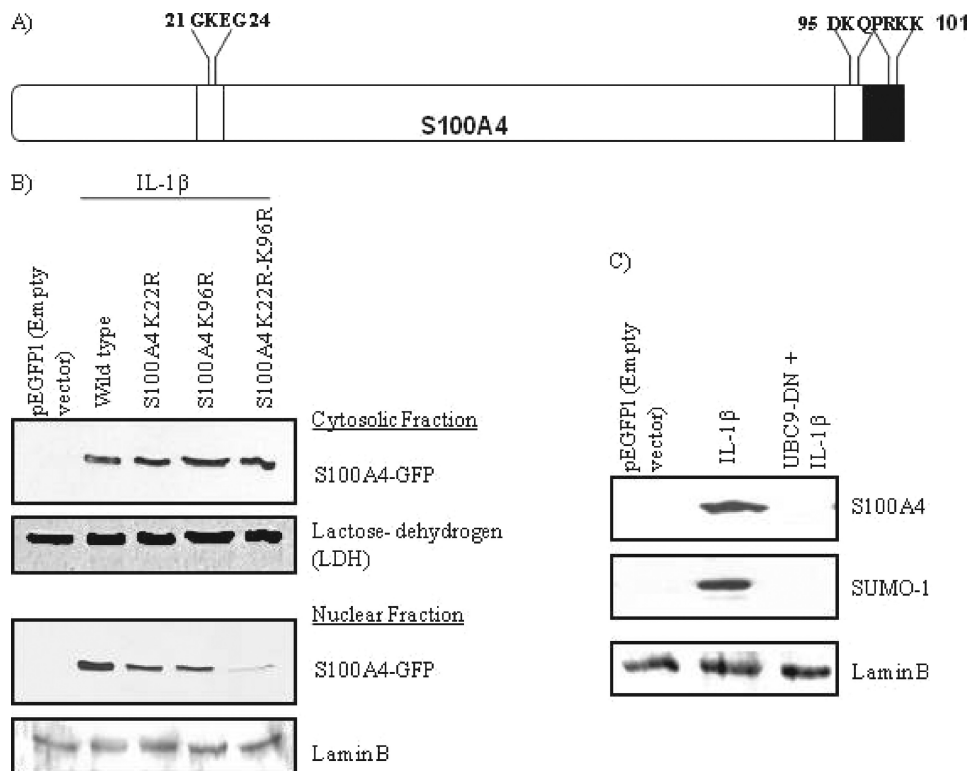 A)
21 GKEG 24
95 DKQPRKK 101
S100A4
B)
IL-1β
pEGFP1 (Empty
vector)
Wild type
S100A4 K22R
S100A4 K96R
S100A4 K22R-K96R
Cytosolic Fraction
S100A4-GFP
Lactose- dehydrogen
(LDH)
Nuclear Fraction
S100A4-GFP
Lamin B
C)
pEGFP1 (Empty
vector)
IL-1β
UBC9-DN +
IL-1β
S100A4
SUMO-1
Lamin B